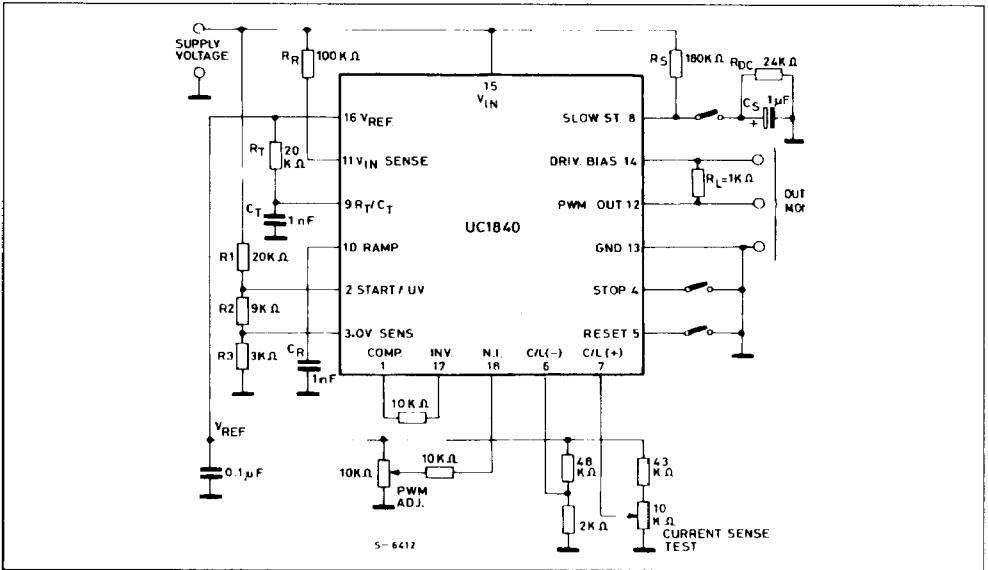 SUPPLY
VOLTAGE
RR 100KΩ
15
VIN
RS 180KΩ
RDC 24KΩ
CS 1µF
+
16 VREF.
SLOW ST. 8
RT 20
KΩ
11 VIN SENSE
DRIV. BIAS 14
RL=1KΩ
9 RT/CT
PWM OUT 12
CT 1nF
UC1840
10 RAMP
GND 13
R1 20KΩ
2 START / UV
STOP 4
R2 9KΩ
3.OV SENS
RESET 5
R3 3KΩ
CR
1nF
COMP. INV. N.I. C/L(-) C/L(+)
1 17 18 6 7
10KΩ
VREF
0.1µF
10KΩ
10KΩ
PWM
ADJ.
48
KΩ
2KΩ
43
KΩ
10
KΩ
CURRENT SENSE
TEST
S-6412